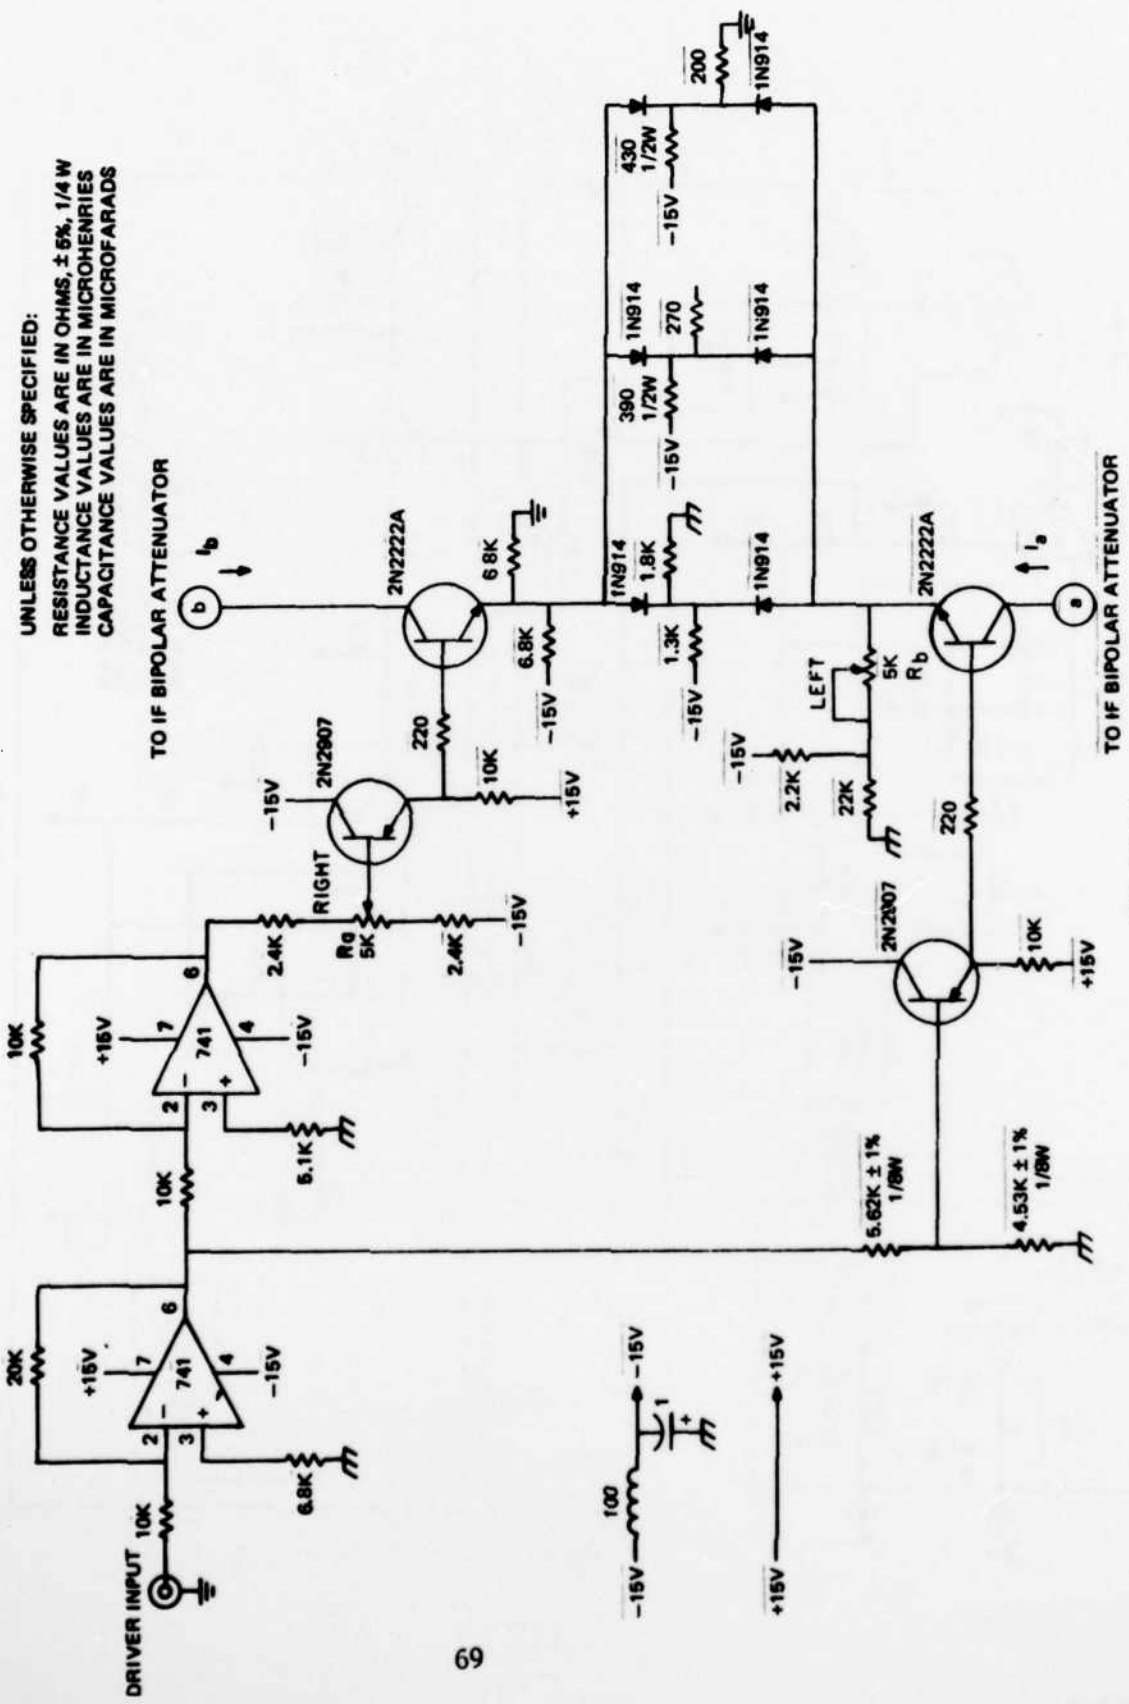 UNLESS OTHERWISE SPECIFIED:
RESISTANCE VALUES ARE IN OHMS, ± 5%, 1/4 W
INDUCTANCE VALUES ARE IN MICROHENRIES
CAPACITANCE VALUES ARE IN MICROFARADS
DRIVER INPUT
10K
20K
2
3
7
6
4
741
−
+
+15V
−15V
6.8K
10K
10K
2
3
7
6
4
741
−
+
+15V
−15V
5.1K
2.4K
RIGHT
Ra
5K
2.4K
−15V
−15V
2N2907
10K
+15V
220
TO IF BIPOLAR ATTENUATOR
b
Ib
2N2222A
6.8K
6.8K
−15V
1N914
1.8K
1.3K
−15V
1N914
390
1/2W
−15V
1N914
270
1N914
430
1/2W
−15V
200
1N914
−15V
2.2K
22K
LEFT
5K
Rb
2N2222A
Ia
a
TO IF BIPOLAR ATTENUATOR
220
2N2907
−15V
10K
+15V
5.62K ± 1%
1/8W
4.53K ± 1%
1/8W
−15V
100
−15V
1
+
+15V
+15V
69